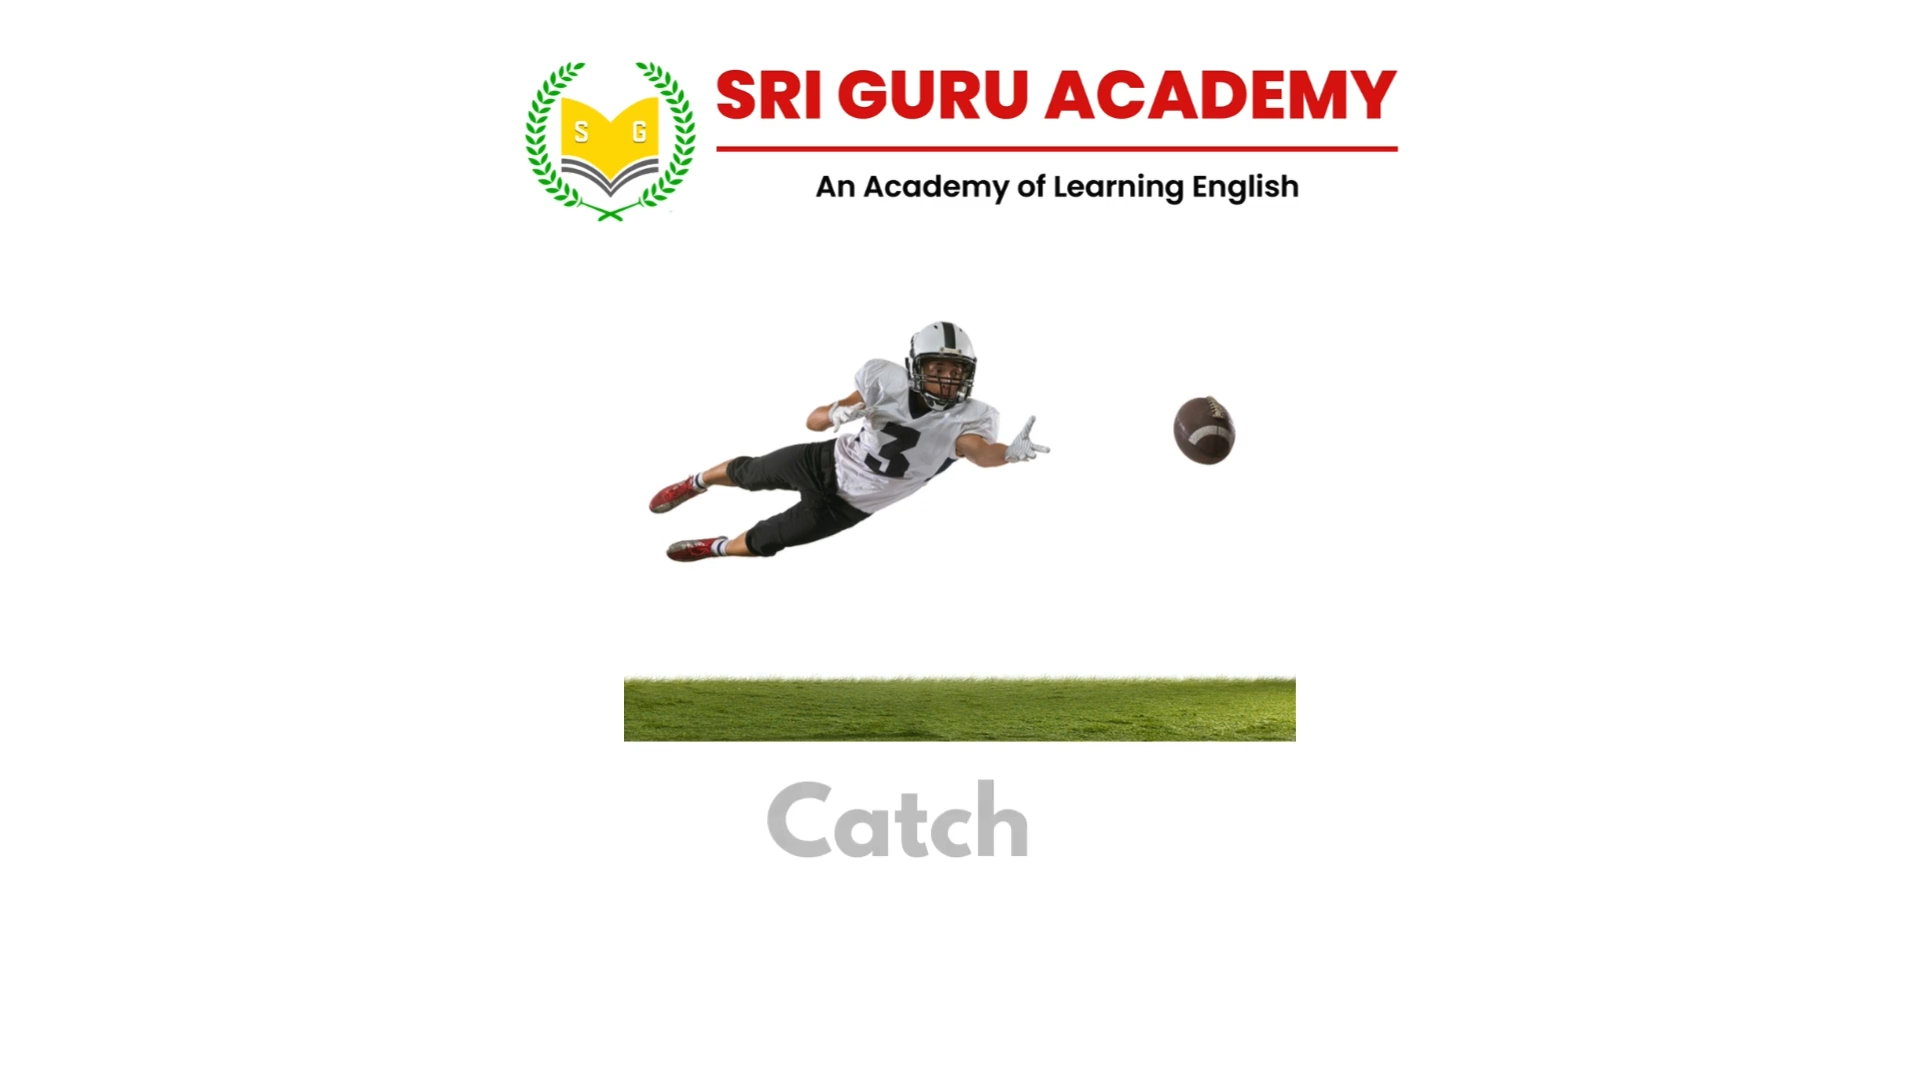 SRI GURU ACADEMY
S G
An Academy of Learning English
3
Catch